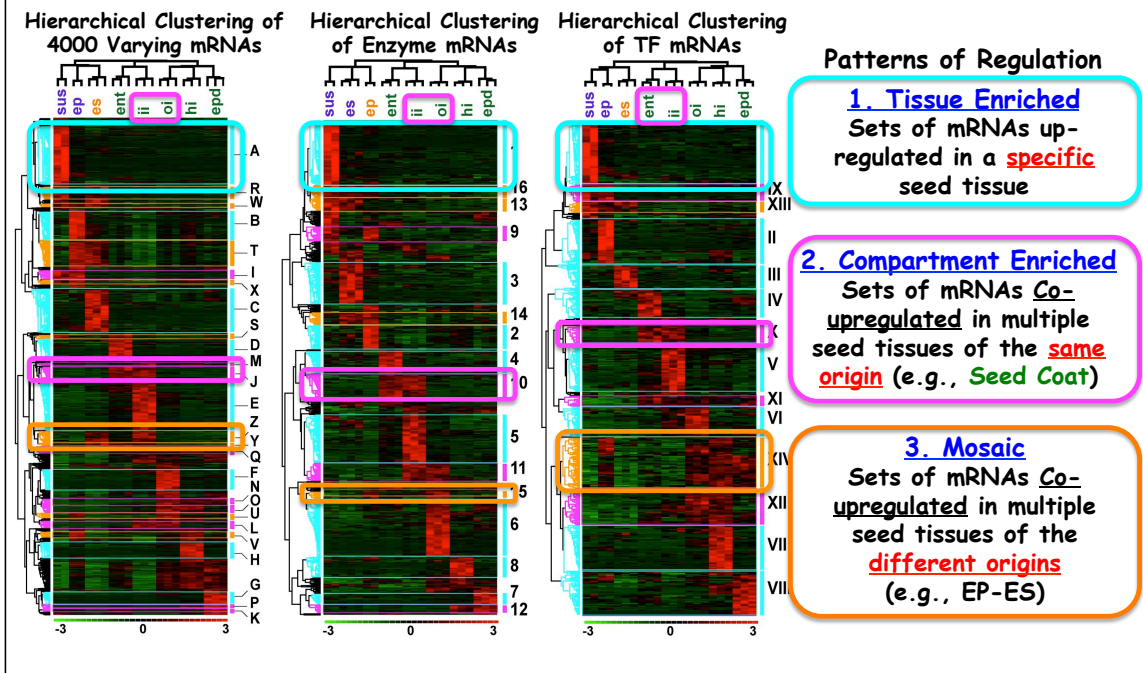 Hierarchical Clustering of
4000 Varying mRNAs
sus ep es ent ii oi hi epd
A
R
W
B
T
I
X
C
S
D
M
J
E
Z
Y
Q
F
N
O
U
L
V
H
G
P
K
-3 0 3
Hierarchical Clustering
of Enzyme mRNAs
sus es ep ent ii oi hi epd
1
16
13
9
3
14
2
4
10
5
11
15
6
8
7
12
-3 0 3
Hierarchical Clustering
of TF mRNAs
sus ep es ent ii oi hi epd
IX
XIII
II
III
IV
X
V
XI
VI
XIV
XII
VII
VIII
-3 0 3
Patterns of Regulation
1. Tissue Enriched
Sets of mRNAs up-
regulated in a specific
seed tissue
2. Compartment Enriched
Sets of mRNAs Co-
upregulated in multiple
seed tissues of the same
origin (e.g., Seed Coat)
3. Mosaic
Sets of mRNAs Co-
upregulated in multiple
seed tissues of the
different origins
(e.g., EP-ES)